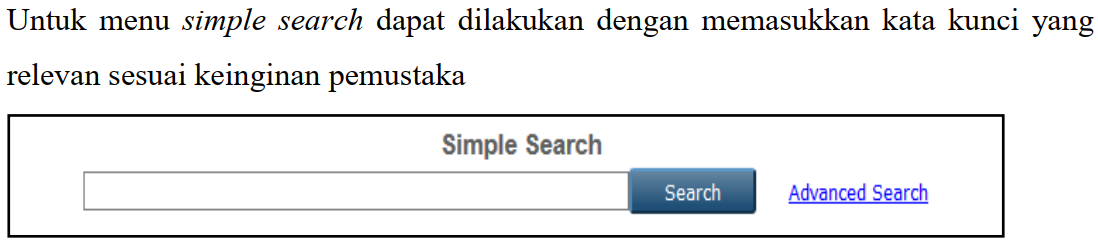 Untuk menu simple search dapat dilakukan dengan memasukkan kata kunci yang
relevan sesuai keinginan pemustaka
Simple Search
Search Advanced Search